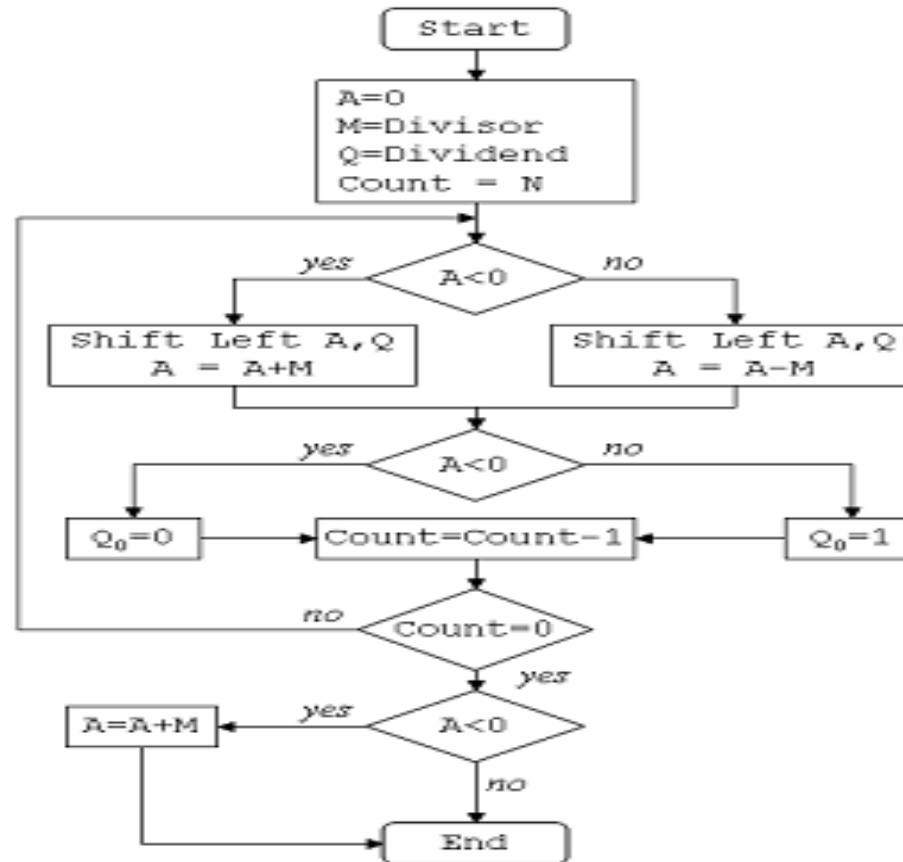 Start
A=0
M=Divisor
Q=Dividend
Count = N
yes
A<0
no
Shift Left A,Q
A = A+M
Shift Left A,Q
A = A-M
yes
A<0
no
Q₀=0
Count=Count-1
Q₀=1
no
Count=0
yes
A=A+M
yes
A<0
no
End